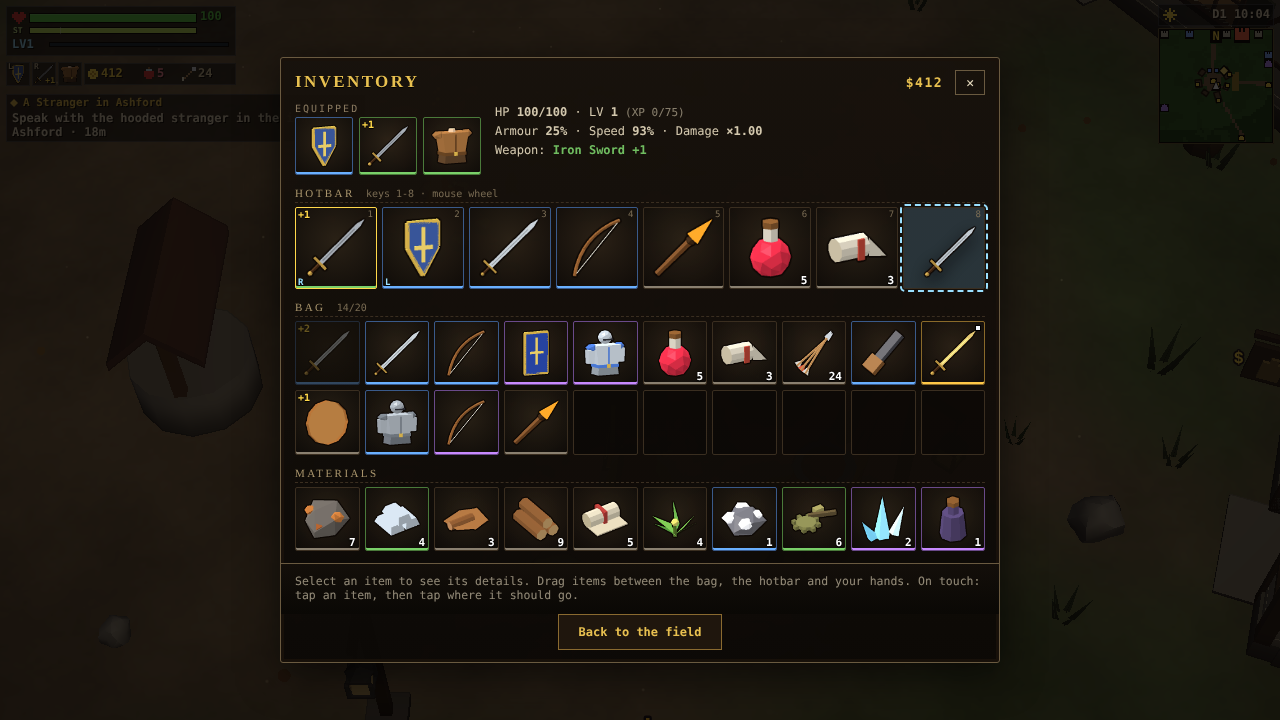 100
ST
LV1
L
R
+1
412
5
24
◆ A Stranger in Ashford
Speak with the hooded stranger in the
Ashford · 18m
D1 10:04
N
$
INVENTORY
$412
×
EQUIPPED
+1
HP 100/100 · LV 1 (XP 0/75)
Armour 25% · Speed 93% · Damage ×1.00
Weapon: Iron Sword +1
HOTBAR keys 1-8 · mouse wheel
+1 1 2 3 4 5 6 7 8
R L 5 3
BAG 14/20
+2
5 3 24
+1
MATERIALS
7 4 3 9 5 4 1 6 2 1
Select an item to see its details. Drag items between the bag, the hotbar and your hands. On touch:
tap an item, then tap where it should go.
Back to the field